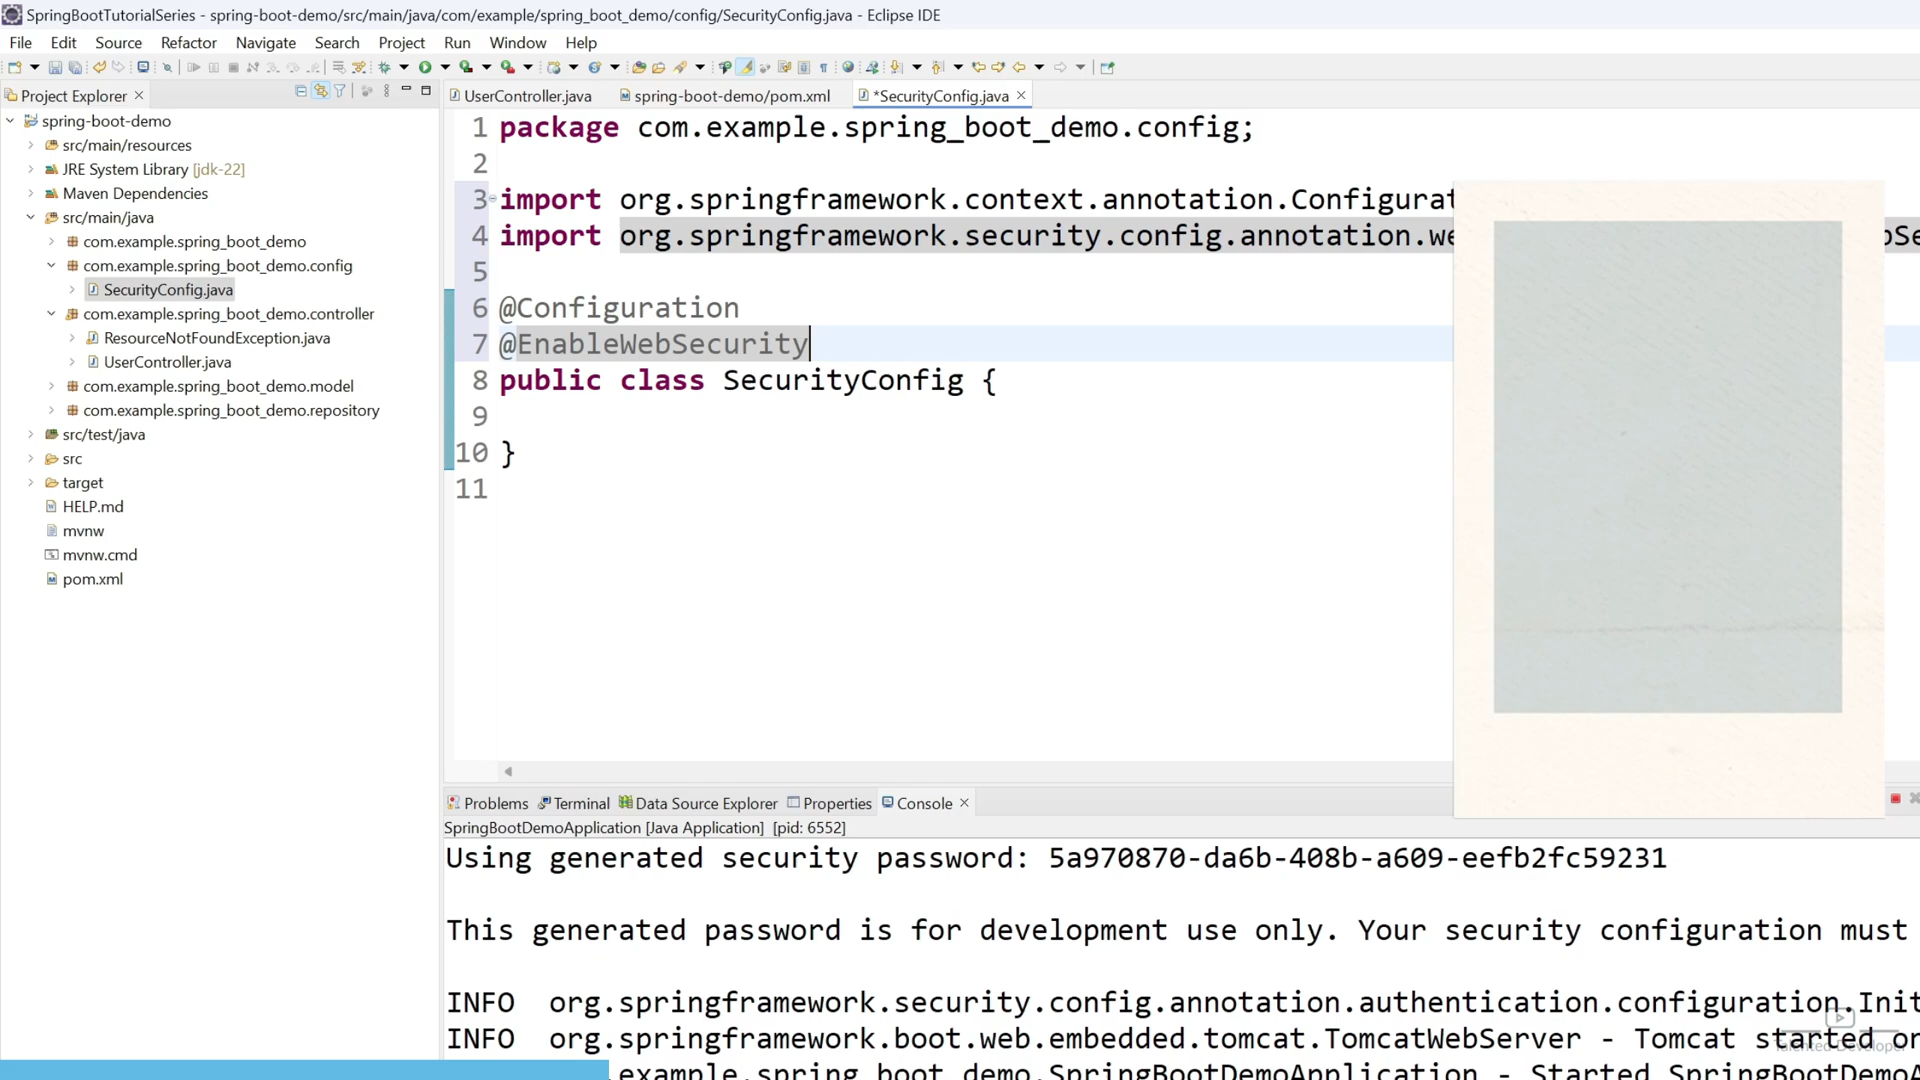 SpringBootTutorialSeries - spring-boot-demo/src/main/java/com/example/spring_boot_demo/config/SecurityConfig.java - Eclipse IDE
File Edit Source Refactor Navigate Search Project Run Window Help
Project Explorer
UserController.java spring-boot-demo/pom.xml *SecurityConfig.java
spring-boot-demo
src/main/resources
JRE System Library [jdk-22]
Maven Dependencies
src/main/java
com.example.spring_boot_demo
com.example.spring_boot_demo.config
SecurityConfig.java
com.example.spring_boot_demo.controller
ResourceNotFoundException.java
UserController.java
com.example.spring_boot_demo.model
com.example.spring_boot_demo.repository
src/test/java
src
target
HELP.md
mvnw
mvnw.cmd
pom.xml
1 package com.example.spring_boot_demo.config;
2
3 import org.springframework.context.annotation.Configurat
4 import org.springframework.security.config.annotation.we bSe
5
6 @Configuration
7 @EnableWebSecurity
8 public class SecurityConfig {
9
10 }
11
Problems Terminal Data Source Explorer Properties Console
SpringBootDemoApplication [Java Application] [pid: 6552]
Using generated security password: 5a970870-da6b-408b-a609-eefb2fc59231
This generated password is for development use only. Your security configuration must
INFO org.springframework.security.config.annotation.authentication.configuration.Init
INFO org.springframework.boot.web.embedded.tomcat.TomcatWebServer - Tomcat started on
.example.spring_boot_demo.SpringBootDemoApplication - Started SpringBootDemoA
Talented Developer